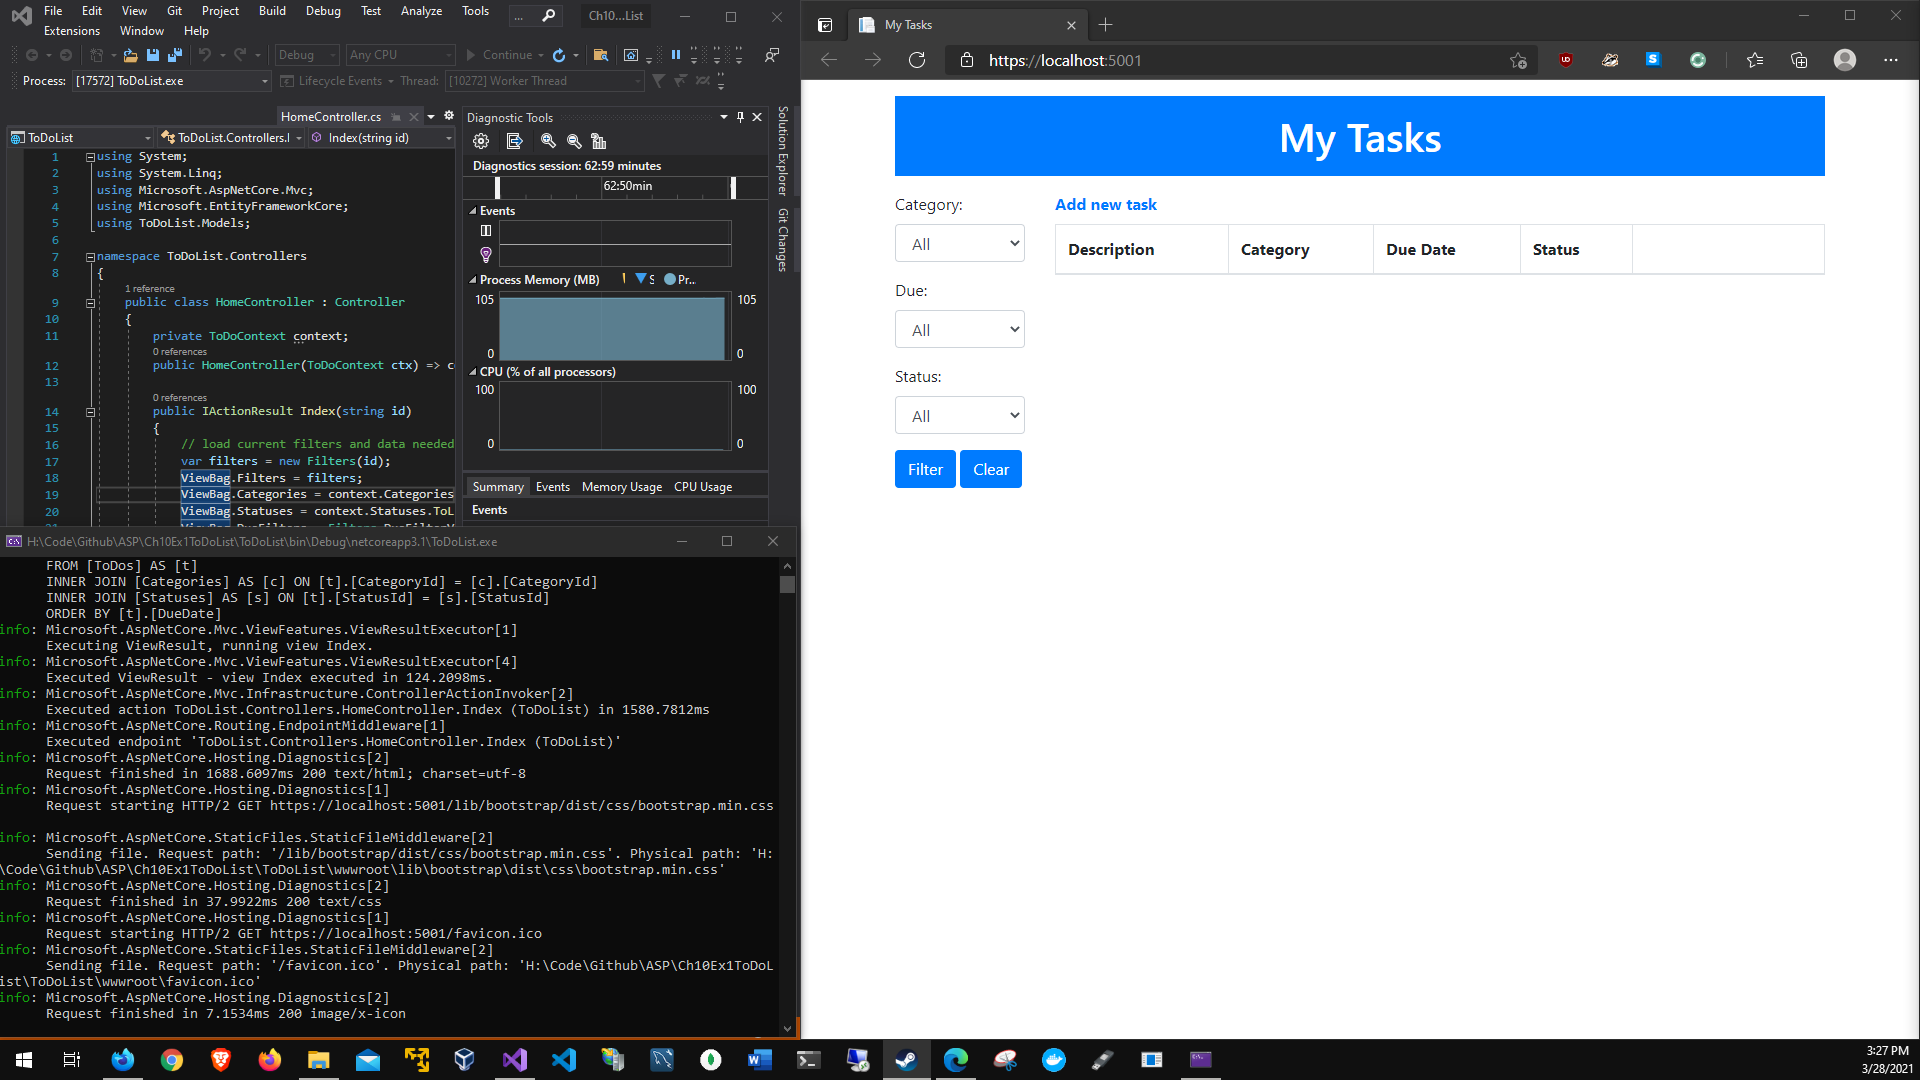 File Edit View Git Project Build Debug Test Analyze Tools ... Ch10...List
Extensions Window Help
Debug Any CPU Continue
Process: [17572] ToDoList.exe Lifecycle Events Thread: [10272] Worker Thread
HomeController.cs
ToDoList ToDoList.Controllers. Index(string id)
1 using System;
2 using System.Linq;
3 using Microsoft.AspNetCore.Mvc;
4 using Microsoft.EntityFrameworkCore;
5 using ToDoList.Models;
6
7 namespace ToDoList.Controllers
8 {
1 reference
9 public class HomeController : Controller
10 {
11 private ToDoContext context;
0 references
12 public HomeController(ToDoContext ctx) => c
13
0 references
14 public IActionResult Index(string id)
15 {
16 // load current filters and data needed
17 var filters = new Filters(id);
18 ViewBag.Filters = filters;
19 ViewBag.Categories = context.Categories
20 ViewBag.Statuses = context.Statuses.ToL
Diagnostic Tools
Diagnostics session: 62:59 minutes
62:50min
Events
Process Memory (MB) S Pr...
105 105
0 0
CPU (% of all processors)
100 100
0 0
Summary Events Memory Usage CPU Usage
Events
Solution Explorer
Git Changes
H:\Code\Github\ASP\Ch10Ex1ToDoList\ToDoList\bin\Debug\netcoreapp3.1\ToDoList.exe
FROM [ToDos] AS [t]
INNER JOIN [Categories] AS [c] ON [t].[CategoryId] = [c].[CategoryId]
INNER JOIN [Statuses] AS [s] ON [t].[StatusId] = [s].[StatusId]
ORDER BY [t].[DueDate]
info: Microsoft.AspNetCore.Mvc.ViewFeatures.ViewResultExecutor[1]
Executing ViewResult, running view Index.
info: Microsoft.AspNetCore.Mvc.ViewFeatures.ViewResultExecutor[4]
Executed ViewResult - view Index executed in 124.2098ms.
info: Microsoft.AspNetCore.Mvc.Infrastructure.ControllerActionInvoker[2]
Executed action ToDoList.Controllers.HomeController.Index (ToDoList) in 1580.7812ms
info: Microsoft.AspNetCore.Routing.EndpointMiddleware[1]
Executed endpoint 'ToDoList.Controllers.HomeController.Index (ToDoList)'
info: Microsoft.AspNetCore.Hosting.Diagnostics[2]
Request finished in 1688.6097ms 200 text/html; charset=utf-8
info: Microsoft.AspNetCore.Hosting.Diagnostics[1]
Request starting HTTP/2 GET https://localhost:5001/lib/bootstrap/dist/css/bootstrap.min.css
info: Microsoft.AspNetCore.StaticFiles.StaticFileMiddleware[2]
Sending file. Request path: '/lib/bootstrap/dist/css/bootstrap.min.css'. Physical path: 'H:
\Code\Github\ASP\Ch10Ex1ToDoList\ToDoList\wwwroot\lib\bootstrap\dist\css\bootstrap.min.css'
info: Microsoft.AspNetCore.Hosting.Diagnostics[2]
Request finished in 37.9922ms 200 text/css
info: Microsoft.AspNetCore.Hosting.Diagnostics[1]
Request starting HTTP/2 GET https://localhost:5001/favicon.ico
info: Microsoft.AspNetCore.StaticFiles.StaticFileMiddleware[2]
Sending file. Request path: '/favicon.ico'. Physical path: 'H:\Code\Github\ASP\Ch10Ex1ToDoL
ist\ToDoList\wwwroot\favicon.ico'
info: Microsoft.AspNetCore.Hosting.Diagnostics[2]
Request finished in 7.1534ms 200 image/x-icon
My Tasks
https://localhost:5001
My Tasks
Category:
All
Due:
All
Status:
All
Filter Clear
Add new task
Description Category Due Date Status
3:27 PM
3/28/2021